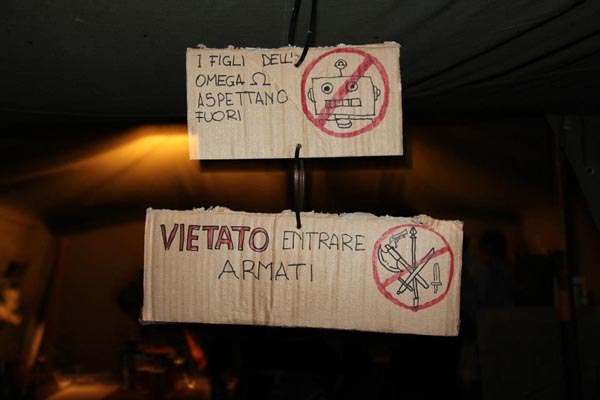 I FIGLI DELL'
OMEGA Ω
ASPETTANO
FUORI
VIETATO ENTRARE
ARMATI